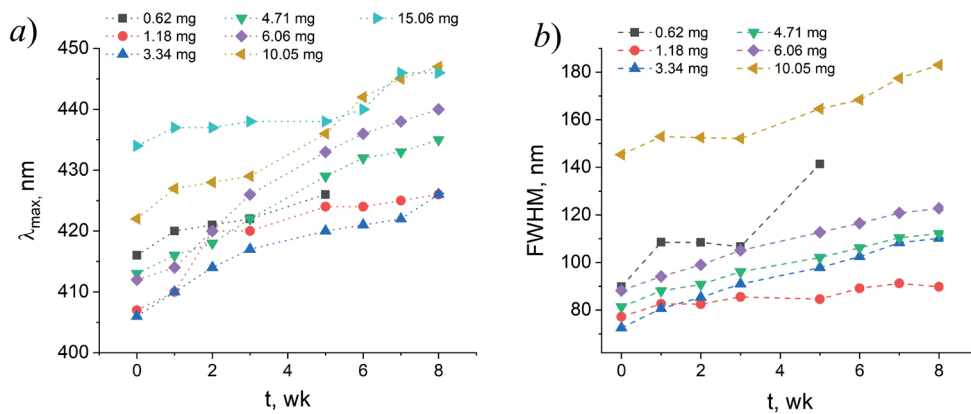 a)
0.62 mg
1.18 mg
3.34 mg
4.71 mg
6.06 mg
10.05 mg
15.06 mg
λmax, nm
450
440
430
420
410
400
0 2 4 6 8
t, wk
b)
0.62 mg
1.18 mg
3.34 mg
4.71 mg
6.06 mg
10.05 mg
FWHM, nm
180
160
140
120
100
80
0 2 4 6 8
t, wk